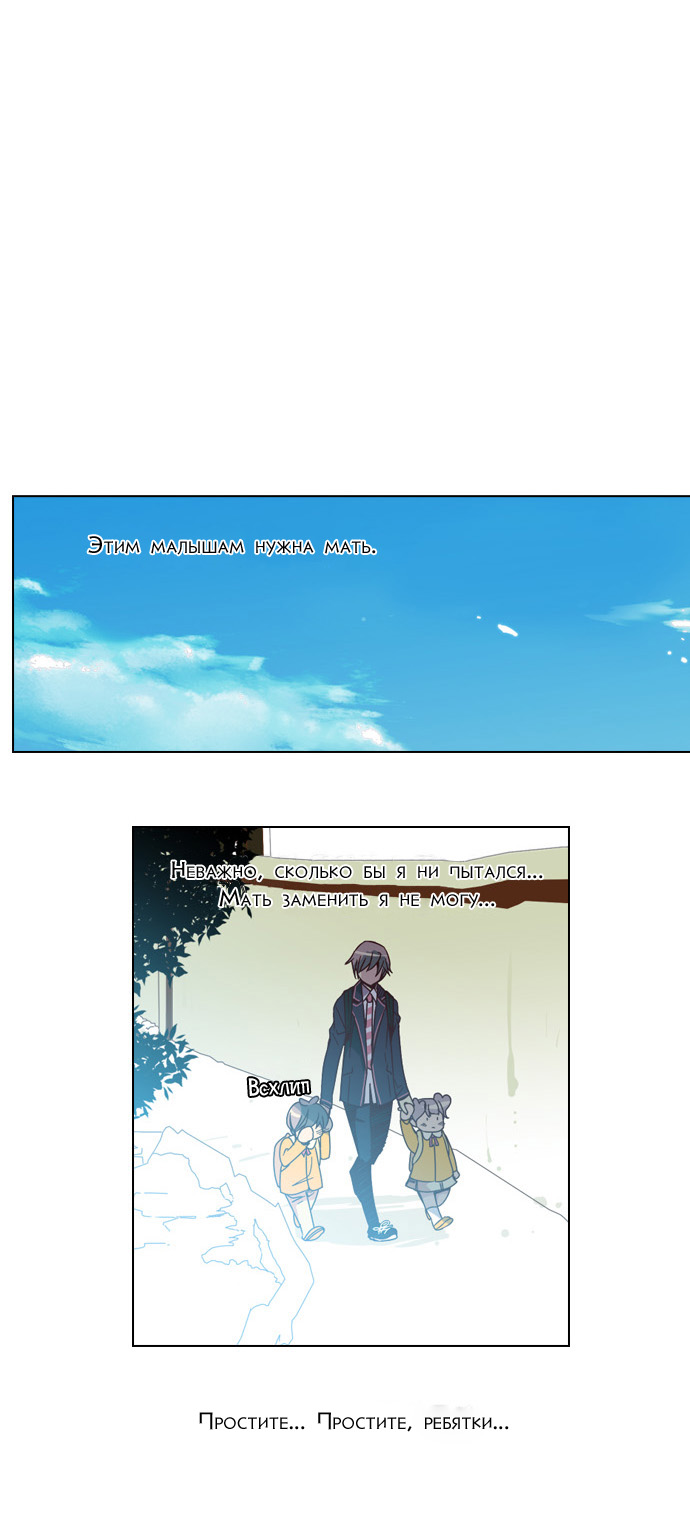 Этим малышам нужна мать.
Неважно, сколько бы я ни пытался...
Мать заменить я не могу...
Всхлип
Простите... Простите, ребятки...